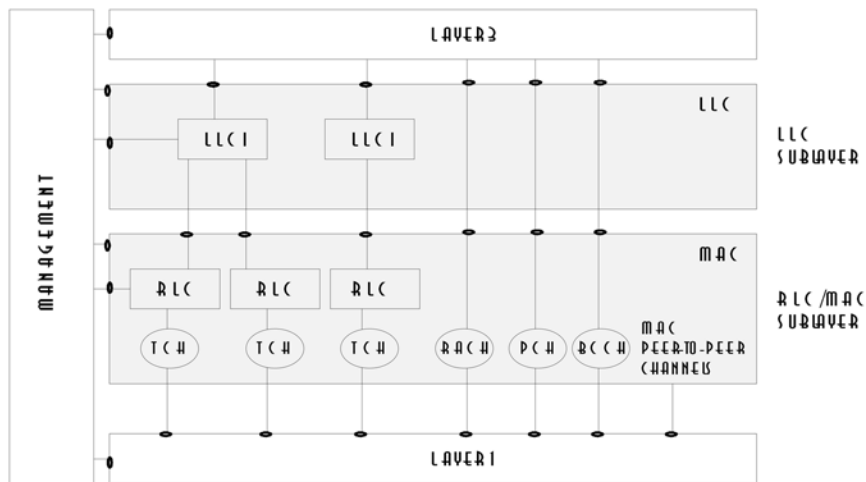 LAYER3
LLC
LLC1
LLC1
LLC
SUBLAYER
MANAGEMENT
MAC
RLC
RLC
RLC
RLC/MAC
SUBLAYER
TCH
TCH
TCH
RACH
PCH
BCCH
MAC
PEER-TO-PEER
CHANNELS
LAYER1